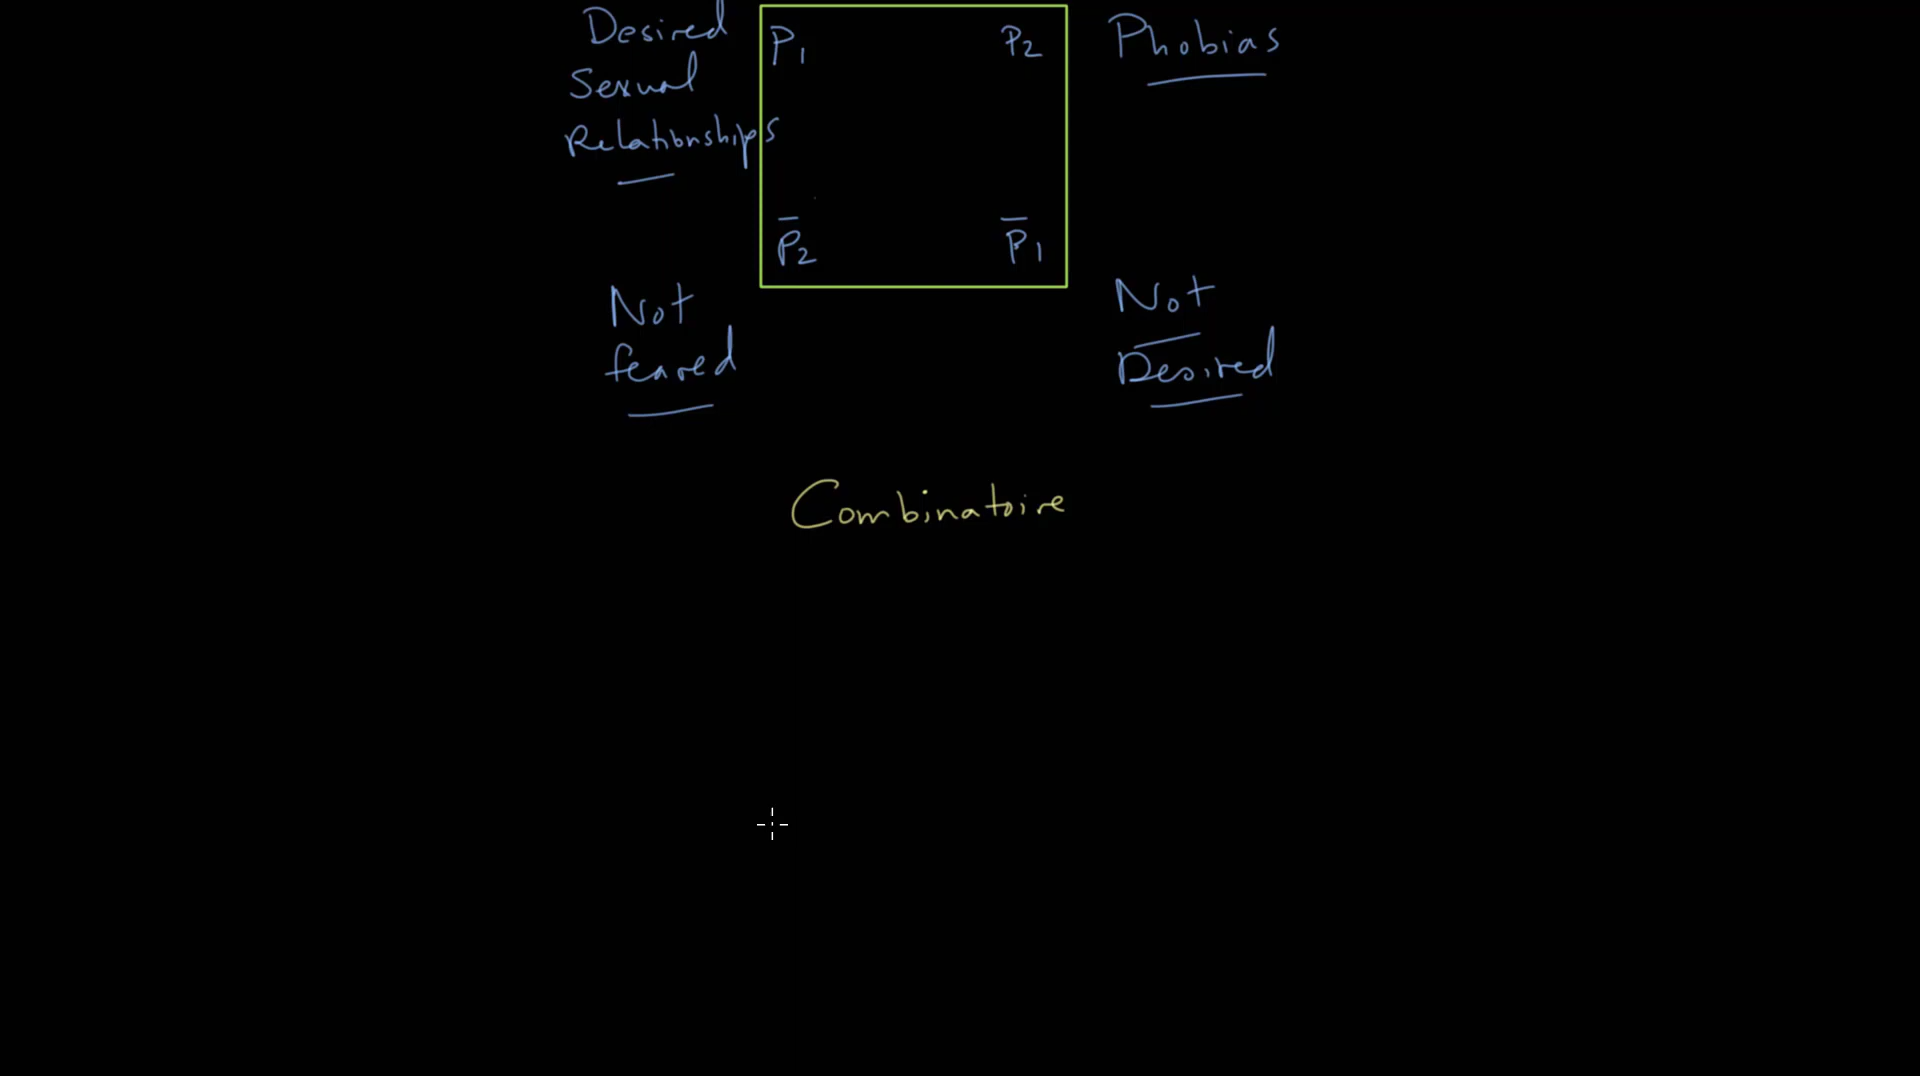 Desired
Sexual
Relationships
P1
P2
Phobias
P̅2
P̅1
Not
feared
Not
Desired
Combinatoire